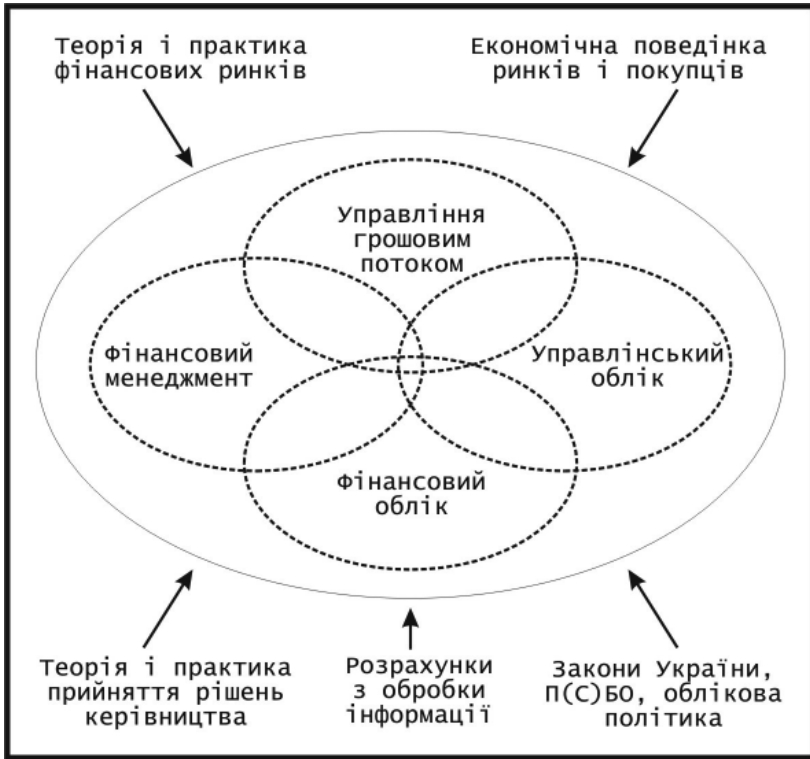 Теорія і практика
фінансових ринків
Економічна поведінка
ринків і покупців
Управління
грошовим
потоком
Фінансовий
менеджмент
Управлінський
облік
Фінансовий
облік
Теорія і практика
прийняття рішень
керівництва
Розрахунки
з обробки
інформації
Закони України,
П(С)БО, облікова
політика